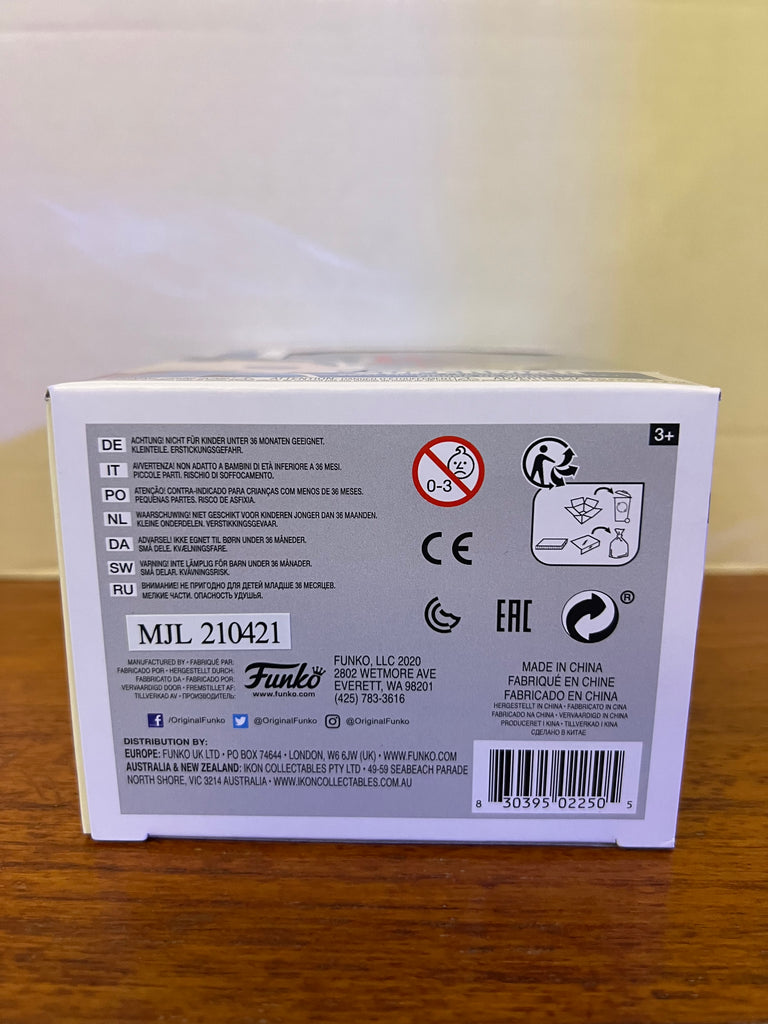 3+
DE ACHTUNG! NICHT FÜR KINDER UNTER 36 MONATEN GEEIGNET.
KLEINTEILE. ERSTICKUNGSGEFAHR.
IT AVVERTENZA! NON ADATTO A BAMBINI DI ETÀ INFERIORE A 36 MESI.
PICCOLE PARTI. RISCHIO DI SOFFOCAMENTO.
PO ATENÇÃO! CONTRA-INDICADO PARA CRIANÇAS COM MENOS DE 36 MESES.
PEQUENAS PARTES. RISCO DE ASFIXIA.
NL WAARSCHUWING! NIET GESCHIKT VOOR KINDEREN JONGER DAN 36 MAANDEN.
KLEINE ONDERDELEN. VERSTIKKINGSGEVAAR.
DA ADVARSEL! IKKE EGNET TIL BØRN UNDER 36 MÅNEDER.
SMÅ DELE. KVÆLNINGSFARE.
SW VARNING! INTE LÄMPLIG FÖR BARN UNDER 36 MÅNADER.
SMÅ DELAR. KVÄVNINGSRISK.
RU ВНИМАНИЕ! НЕ ПРИГОДНО ДЛЯ ДЕТЕЙ МЛАДШЕ 36 МЕСЯЦЕВ.
МЕЛКИЕ ЧАСТИ. ОПАСНОСТЬ УДУШЬЯ.
0-3
CE
EAC
®
MJL 210421
MANUFACTURED BY • FABRIQUÉ PAR:
FABRICADO POR • HERGESTELLT DURCH:
FABBRICATO DA • FABRICADO POR:
VERVAARDIGD DOOR • FREMSTILLET AF:
TILLVERKAD AV • ПРОИЗВОДИТЕЛЬ:
Funko
www.funko.com
FUNKO, LLC 2020
2802 WETMORE AVE
EVERETT, WA 98201
(425) 783-3616
/OriginalFunko @OriginalFunko @OriginalFunko
MADE IN CHINA
FABRIQUÉ EN CHINE
FABRICADO EN CHINA
HERGESTELLT IN CHINA • FABBRICATO IN CINA
FABRICADO NA CHINA • VERVAARDIGD IN CHINA
PRODUCERET I KINA • TILLVERKAD I KINA
СДЕЛАНО В КИТАЕ
DISTRIBUTION BY:
EUROPE: FUNKO UK LTD • PO BOX 74644 • LONDON, W6 6JW (UK) • WWW.FUNKO.COM
AUSTRALIA & NEW ZEALAND: IKON COLLECTABLES PTY LTD • 49-59 SEABEACH PARADE
NORTH SHORE, VIC 3214 AUSTRALIA • WWW.IKONCOLLECTABLES.COM.AU
8 30395 02250 5